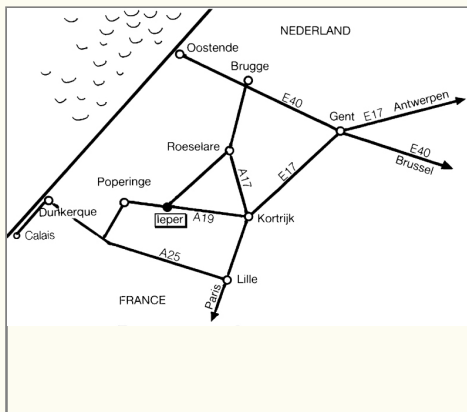 NEDERLAND
Oostende
Brugge
E40
Gent
E17
Antwerpen
E40
Brussel
Roeselare
A17
E17
Poperinge
Dunkerque
Ieper
A19
Kortrijk
Calais
A25
Lille
Paris
FRANCE